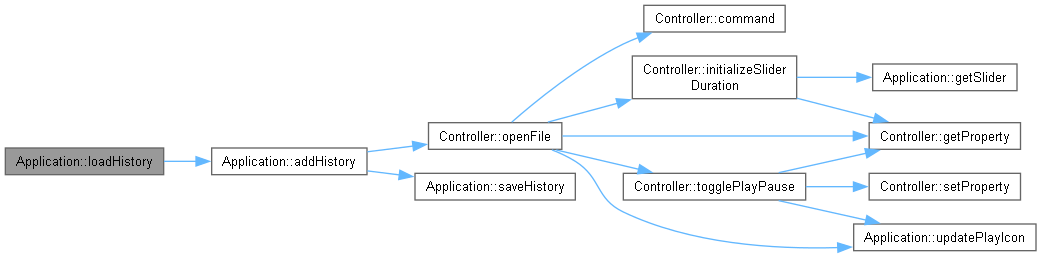 Controller::command
Controller::initializeSlider
Duration
Application::getSlider
Controller::openFile
Controller::getProperty
Application::loadHistory
Application::addHistory
Application::saveHistory
Controller::togglePlayPause
Controller::setProperty
Application::updatePlayIcon